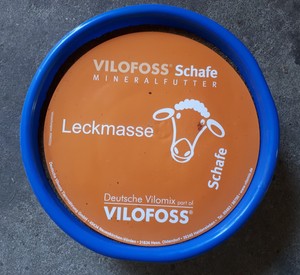 VILOFOSS® Schafe
MINERALFUTTER
Leckmasse
Schafe
Deutsche Vilomix part of
VILOFOSS®